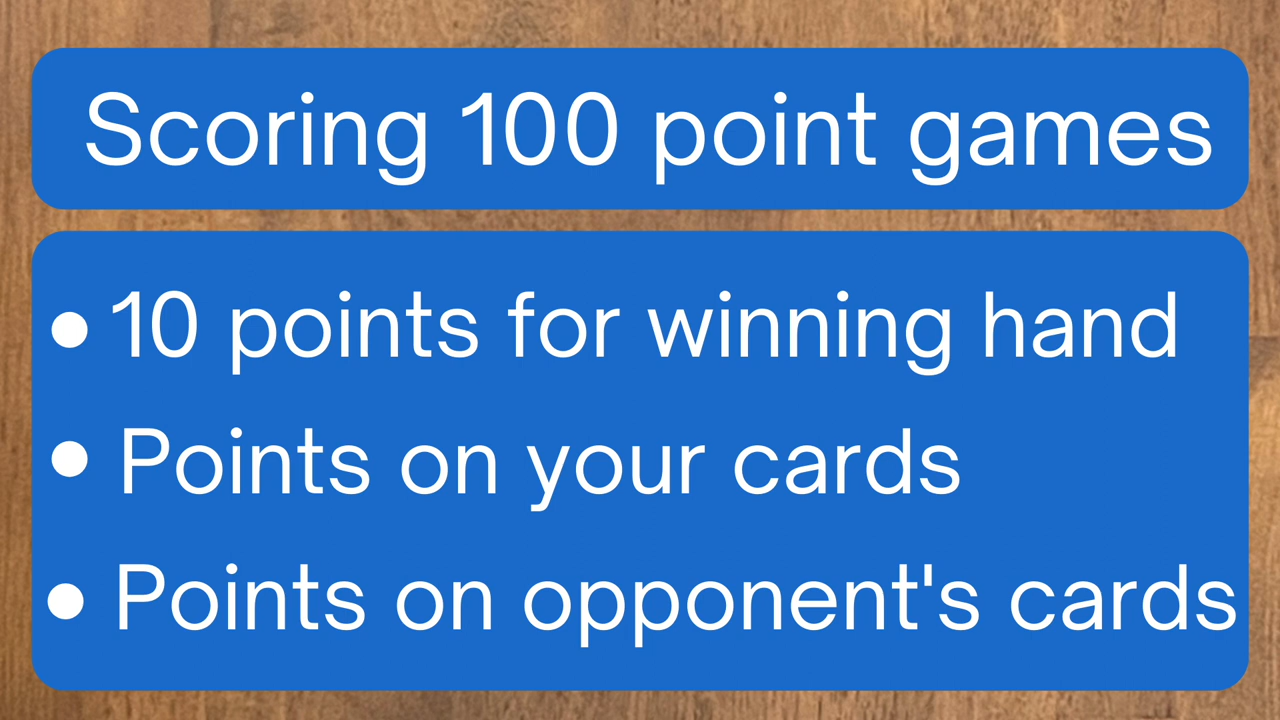 Scoring 100 point games
• 10 points for winning hand
• Points on your cards
• Points on opponent's cards